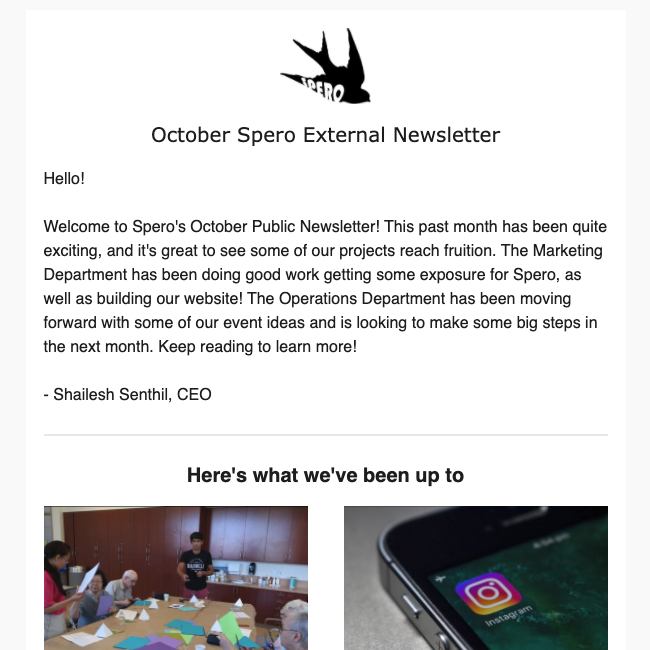 SPERO
October Spero External Newsletter
Hello!
Welcome to Spero's October Public Newsletter! This past month has been quite
exciting, and it's great to see some of our projects reach fruition. The Marketing
Department has been doing good work getting some exposure for Spero, as
well as building our website! The Operations Department has been moving
forward with some of our event ideas and is looking to make some big steps in
the next month. Keep reading to learn more!
- Shailesh Senthil, CEO
Here's what we've been up to
Instagram